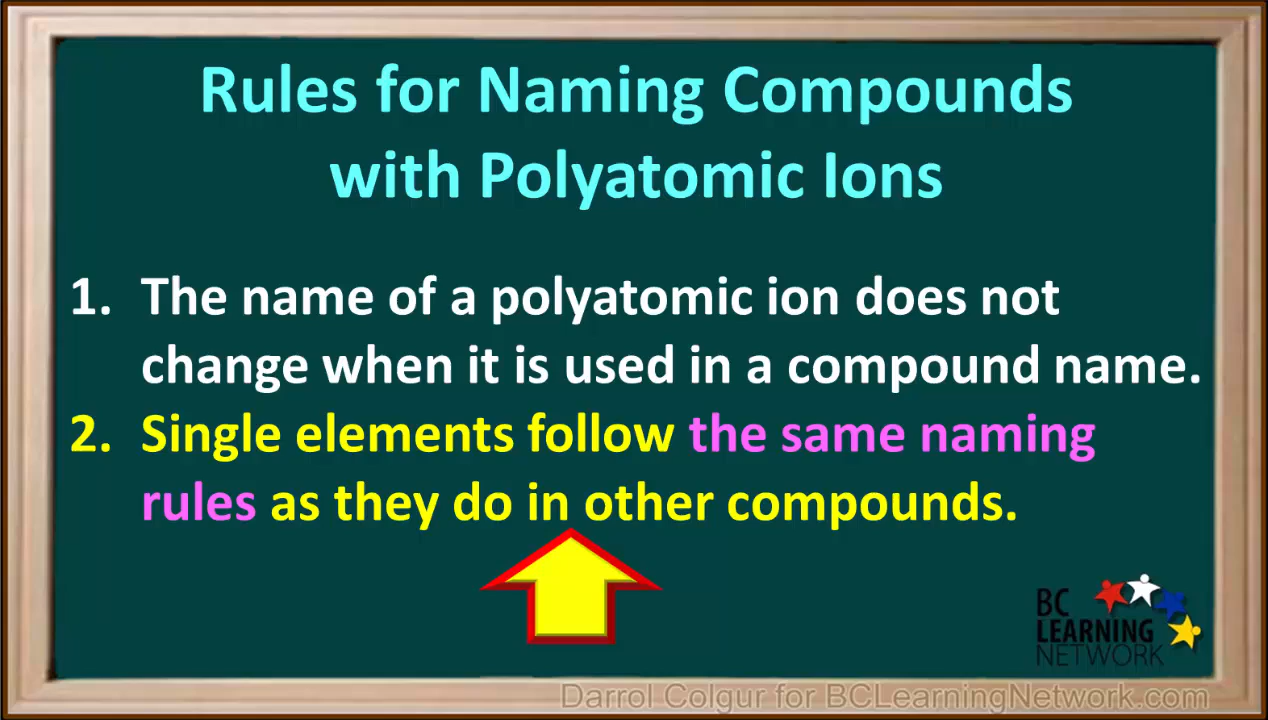 Rules for Naming Compounds
with Polyatomic Ions
1. The name of a polyatomic ion does not
change when it is used in a compound name.
2. Single elements follow the same naming
rules as they do in other compounds.
BC
LEARNING
NETWORK
Darrol Colgur for BCLearningNetwork.com